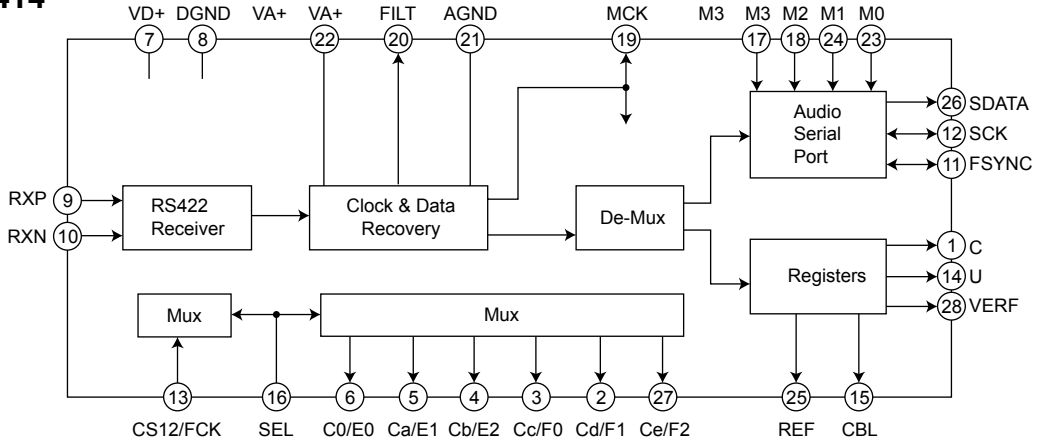 VD+ DGND VA+ VA+ FILT AGND MCK M3 M3 M2 M1 M0
7 8 22 20 21 19 17 18 24 23
Audio
Serial
Port
26 SDATA
12 SCK
11 FSYNC
RXP 9
RXN 10
RS422
Receiver
Clock & Data
Recovery
De-Mux
Registers
1 C
14 U
28 VERF
Mux
Mux
13 16 6 5 4 3 2 27 25 15
CS12/FCK SEL C0/E0 Ca/E1 Cb/E2 Cc/F0 Cd/F1 Ce/F2 REF CBL